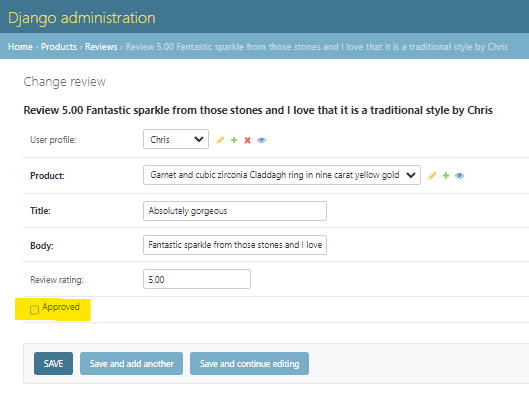 Django administration
Home › Products › Reviews › Review 5.00 Fantastic sparkle from those stones and I love that it is a traditional style by Chris
Change review
Review 5.00 Fantastic sparkle from those stones and I love that it is a traditional style by Chris
User profile: Chris
Product: Garnet and cubic zirconia Claddagh ring in nine carat yellow gold
Title: Absolutely gorgeous
Body: Fantastic sparkle from those stones and I love
Review rating: 5.00
Approved
SAVE Save and add another Save and continue editing